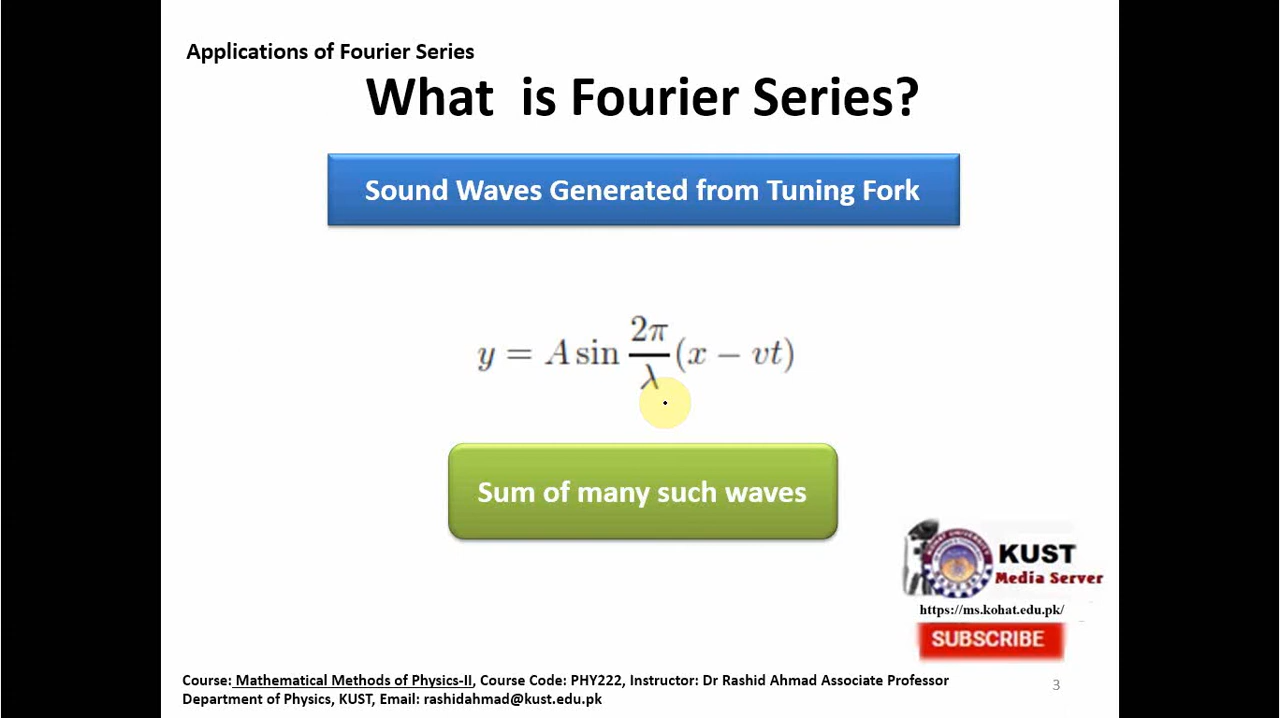 Applications of Fourier Series
What is Fourier Series?
Sound Waves Generated from Tuning Fork
y = A sin 2π/λ (x − vt)
Sum of many such waves
KUST
Media Server
https://ms.kohat.edu.pk/
SUBSCRIBE
Course: Mathematical Methods of Physics-II, Course Code: PHY222, Instructor: Dr Rashid Ahmad Associate Professor
Department of Physics, KUST, Email: rashidahmad@kust.edu.pk
3